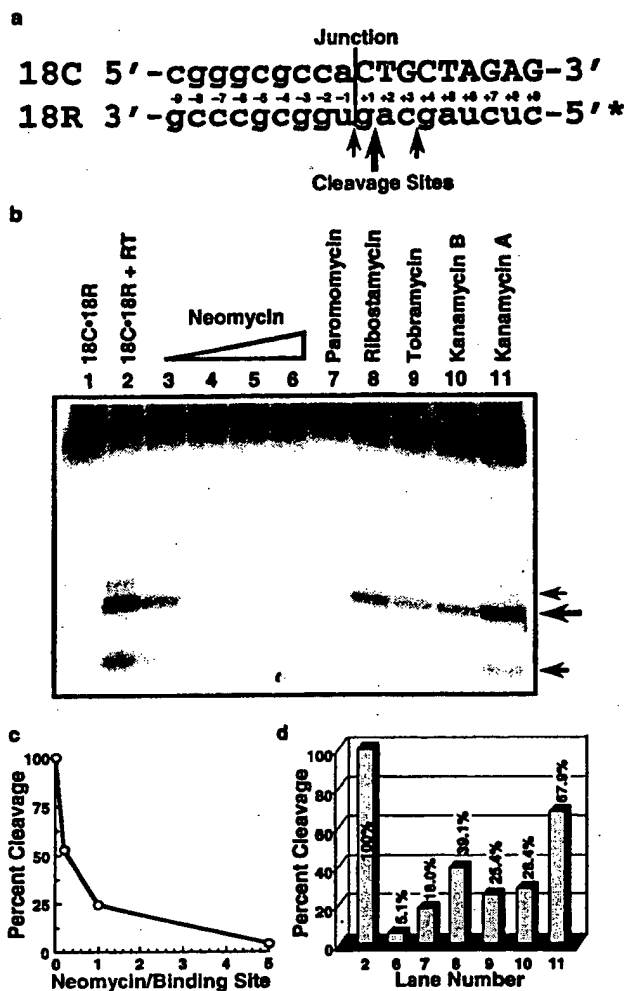 a
Junction
18C 5'-cgggcgccaCTGCTAGAG-3'
-9 -8 -7 -6 -5 -4 -3 -2 -1 +1 +2 +3 +4 +5 +6 +7 +8 +9
18R 3'-gcccgcggugacgaucuc-5'*
Cleavage Sites
b
18C•18R
18C•18R + RT
Neomycin
Paromomycin
Ribostamycin
Tobramycin
Kanamycin B
Kanamycin A
1 2 3 4 5 6 7 8 9 10 11
c
Percent Cleavage
100
75
50
25
0
0 1 2 3 4 5
Neomycin/Binding Site
d
Percent Cleavage
100
80
60
40
20
0
100%
5.1%
18.0%
39.1%
25.4%
28.4%
67.9%
2 6 7 8 9 10 11
Lane Number